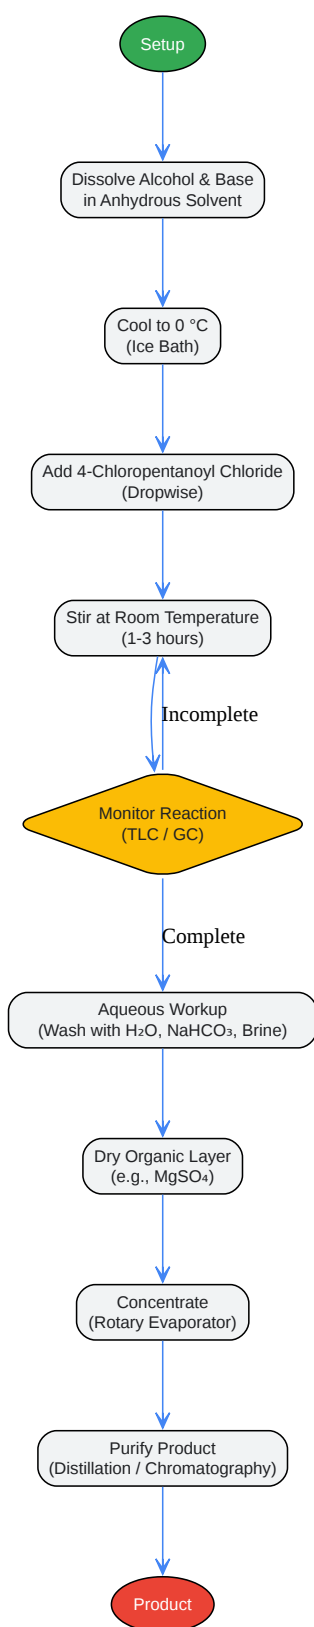 Setup
Dissolve Alcohol & Base
in Anhydrous Solvent
Cool to 0 °C
(Ice Bath)
Add 4-Chloropentanoyl Chloride
(Dropwise)
Stir at Room Temperature
(1-3 hours)
Incomplete
Monitor Reaction
(TLC / GC)
Complete
Aqueous Workup
(Wash with H₂O, NaHCO₃, Brine)
Dry Organic Layer
(e.g., MgSO₄)
Concentrate
(Rotary Evaporator)
Purify Product
(Distillation / Chromatography)
Product